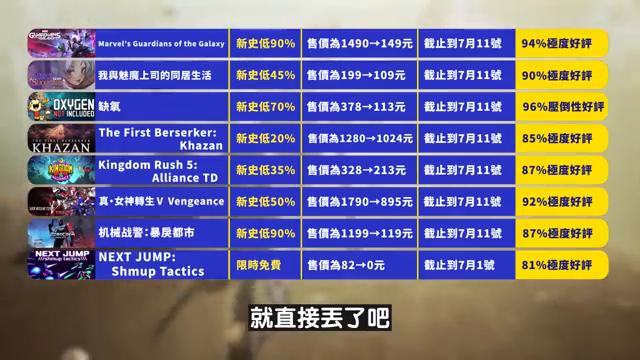 GUARDIANS Marvel's Guardians of the Galaxy 新史低90% 售價為1490→149元 截止到7月11號 94%極度好評
我與魅魔上司的同居生活 新史低45% 售價為199→109元 截止到7月11號 90%極度好評
OXYGEN NOT INCLUDED 缺氧 新史低70% 售價為378→113元 截止到7月11號 96%壓倒性好評
KHAZAN The First Berserker: Khazan 新史低20% 售價為1280→1024元 截止到7月11號 85%極度好評
KINGDOM RUSH Kingdom Rush 5: Alliance TD 新史低35% 售價為328→213元 截止到7月11號 87%極度好評
真·女神轉生Ⅴ Vengeance 新史低50% 售價為1790→895元 截止到7月11號 92%極度好評
机械战警：暴戾都市 新史低90% 售價為1199→119元 截止到7月11號 87%極度好評
NEXT JUMP shmup tactics NEXT JUMP: Shmup Tactics 限時免費 售價為82→0元 截止到7月1號 81%極度好評
就直接丟了吧